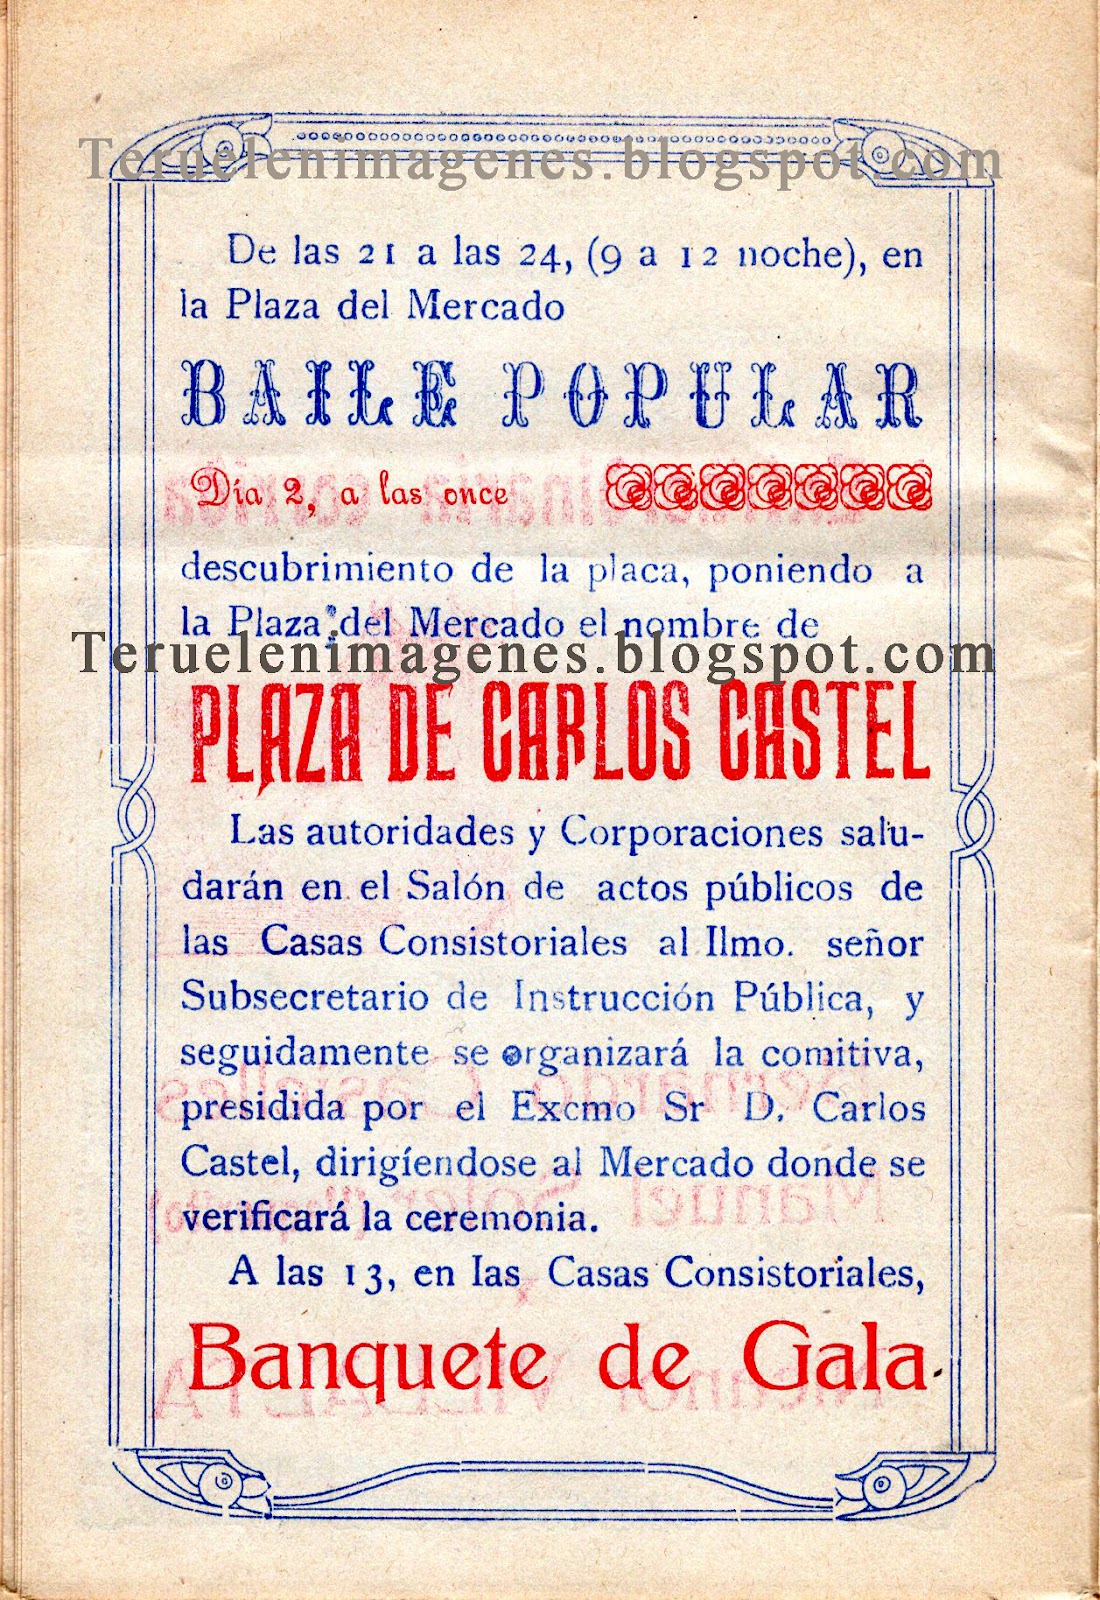 Teruelenimagenes.blogspot.com
De las 21 a las 24, (9 a 12 noche), en
la Plaza del Mercado
BAILE POPULAR
Día 2, a las once
descubrimiento de la placa, poniendo a
la Plaza del Mercado el nombre de
Teruelenimagenes.blogspot.com
PLAZA DE CARLOS CASTEL
Las autoridades y Corporaciones salu-
darán en el Salón de actos públicos de
las Casas Consistoriales al Ilmo. señor
Subsecretario de Instrucción Pública, y
seguidamente se organizará la comitiva,
presidida por el Excmo Sr D. Carlos
Castel, dirigíendose al Mercado donde se
verificará la ceremonia.
A las 13, en las Casas Consistoriales,
Banquete de Gala.